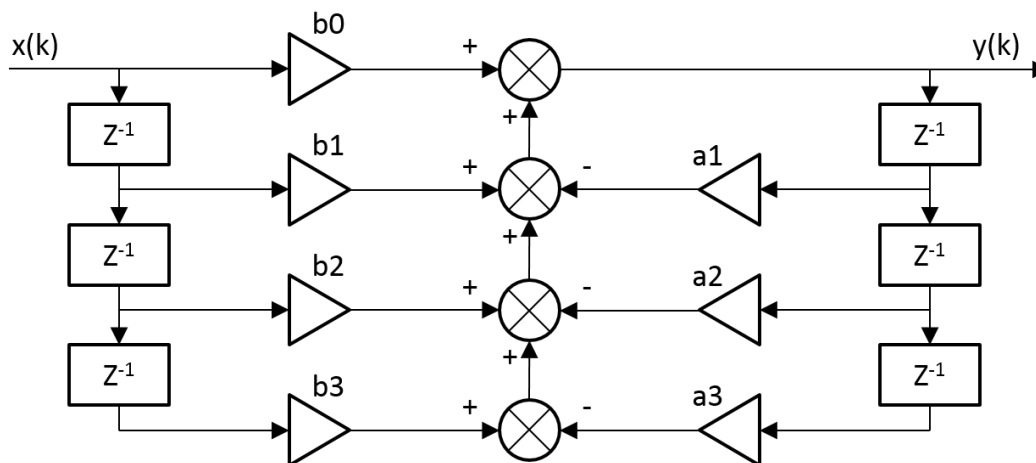 b0
x(k) + y(k)
Z⁻¹ + Z⁻¹
b1 a1
+ -
Z⁻¹ + Z⁻¹
b2 a2
+ -
Z⁻¹ + Z⁻¹
b3 a3
+ -